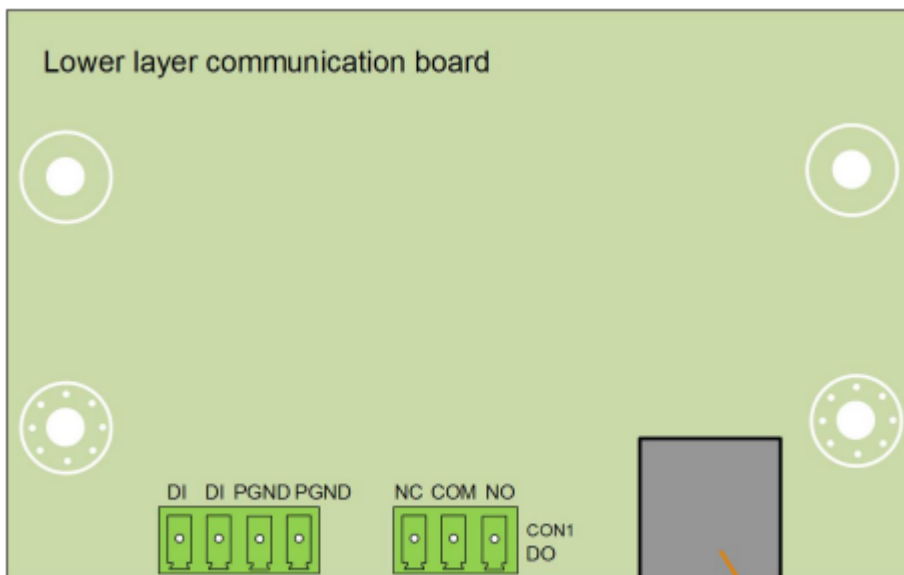 Lower layer communication board
DI DI PGND PGND
NC COM NO
CON1
DO